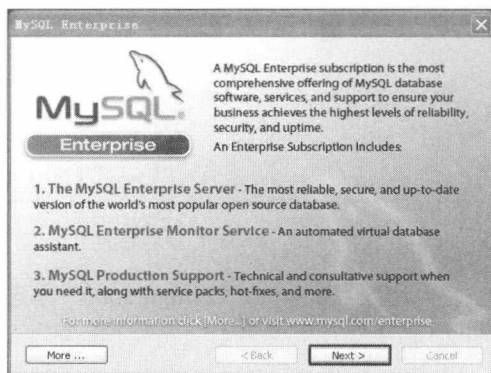 MySQL Enterprise
MySQL
Enterprise
A MySQL Enterprise subscription is the most
comprehensive offering of MySQL database
software, services, and support to ensure your
business achieves the highest levels of reliability,
security, and uptime.
An Enterprise Subscription Includes:
1. The MySQL Enterprise Server - The most reliable, secure, and up-to-date
version of the world's most popular open source database.
2. MySQL Enterprise Monitor Service - An automated virtual database
assistant.
3. MySQL Production Support - Technical and consultative support when
you need it, along with service packs, hot-fixes, and more.
For more information click [More...] or visit www.mysql.com/enterprise
More ...
< Back
Next >
Cancel